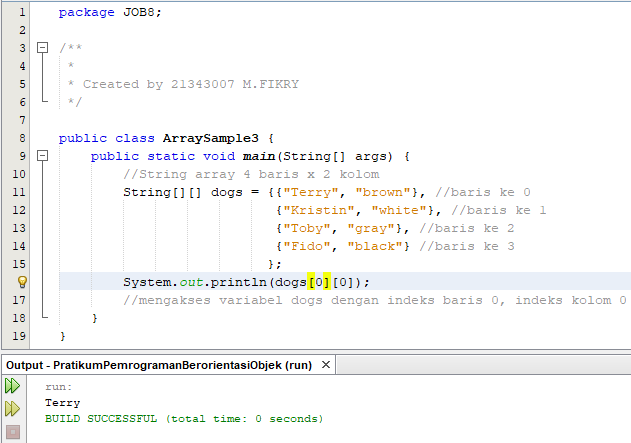 1 package JOB8;
2
3 /**
4 *
5 * Created by 21343007 M.FIKRY
6 */
7
8 public class ArraySample3 {
9 public static void main(String[] args) {
10 //String array 4 baris x 2 kolom
11 String[][] dogs = {{"Terry", "brown"}, //baris ke 0
12 {"Kristin", "white"}, //baris ke 1
13 {"Toby", "gray"}, //baris ke 2
14 {"Fido", "black"} //baris ke 3
15 };
System.out.println(dogs[0][0]);
17 //mengakses variabel dogs dengan indeks baris 0, indeks kolom 0
18 }
19 }
Output - PratikumPemrogramanBerorientasiObjek (run) ×
run:
Terry
BUILD SUCCESSFUL (total time: 0 seconds)